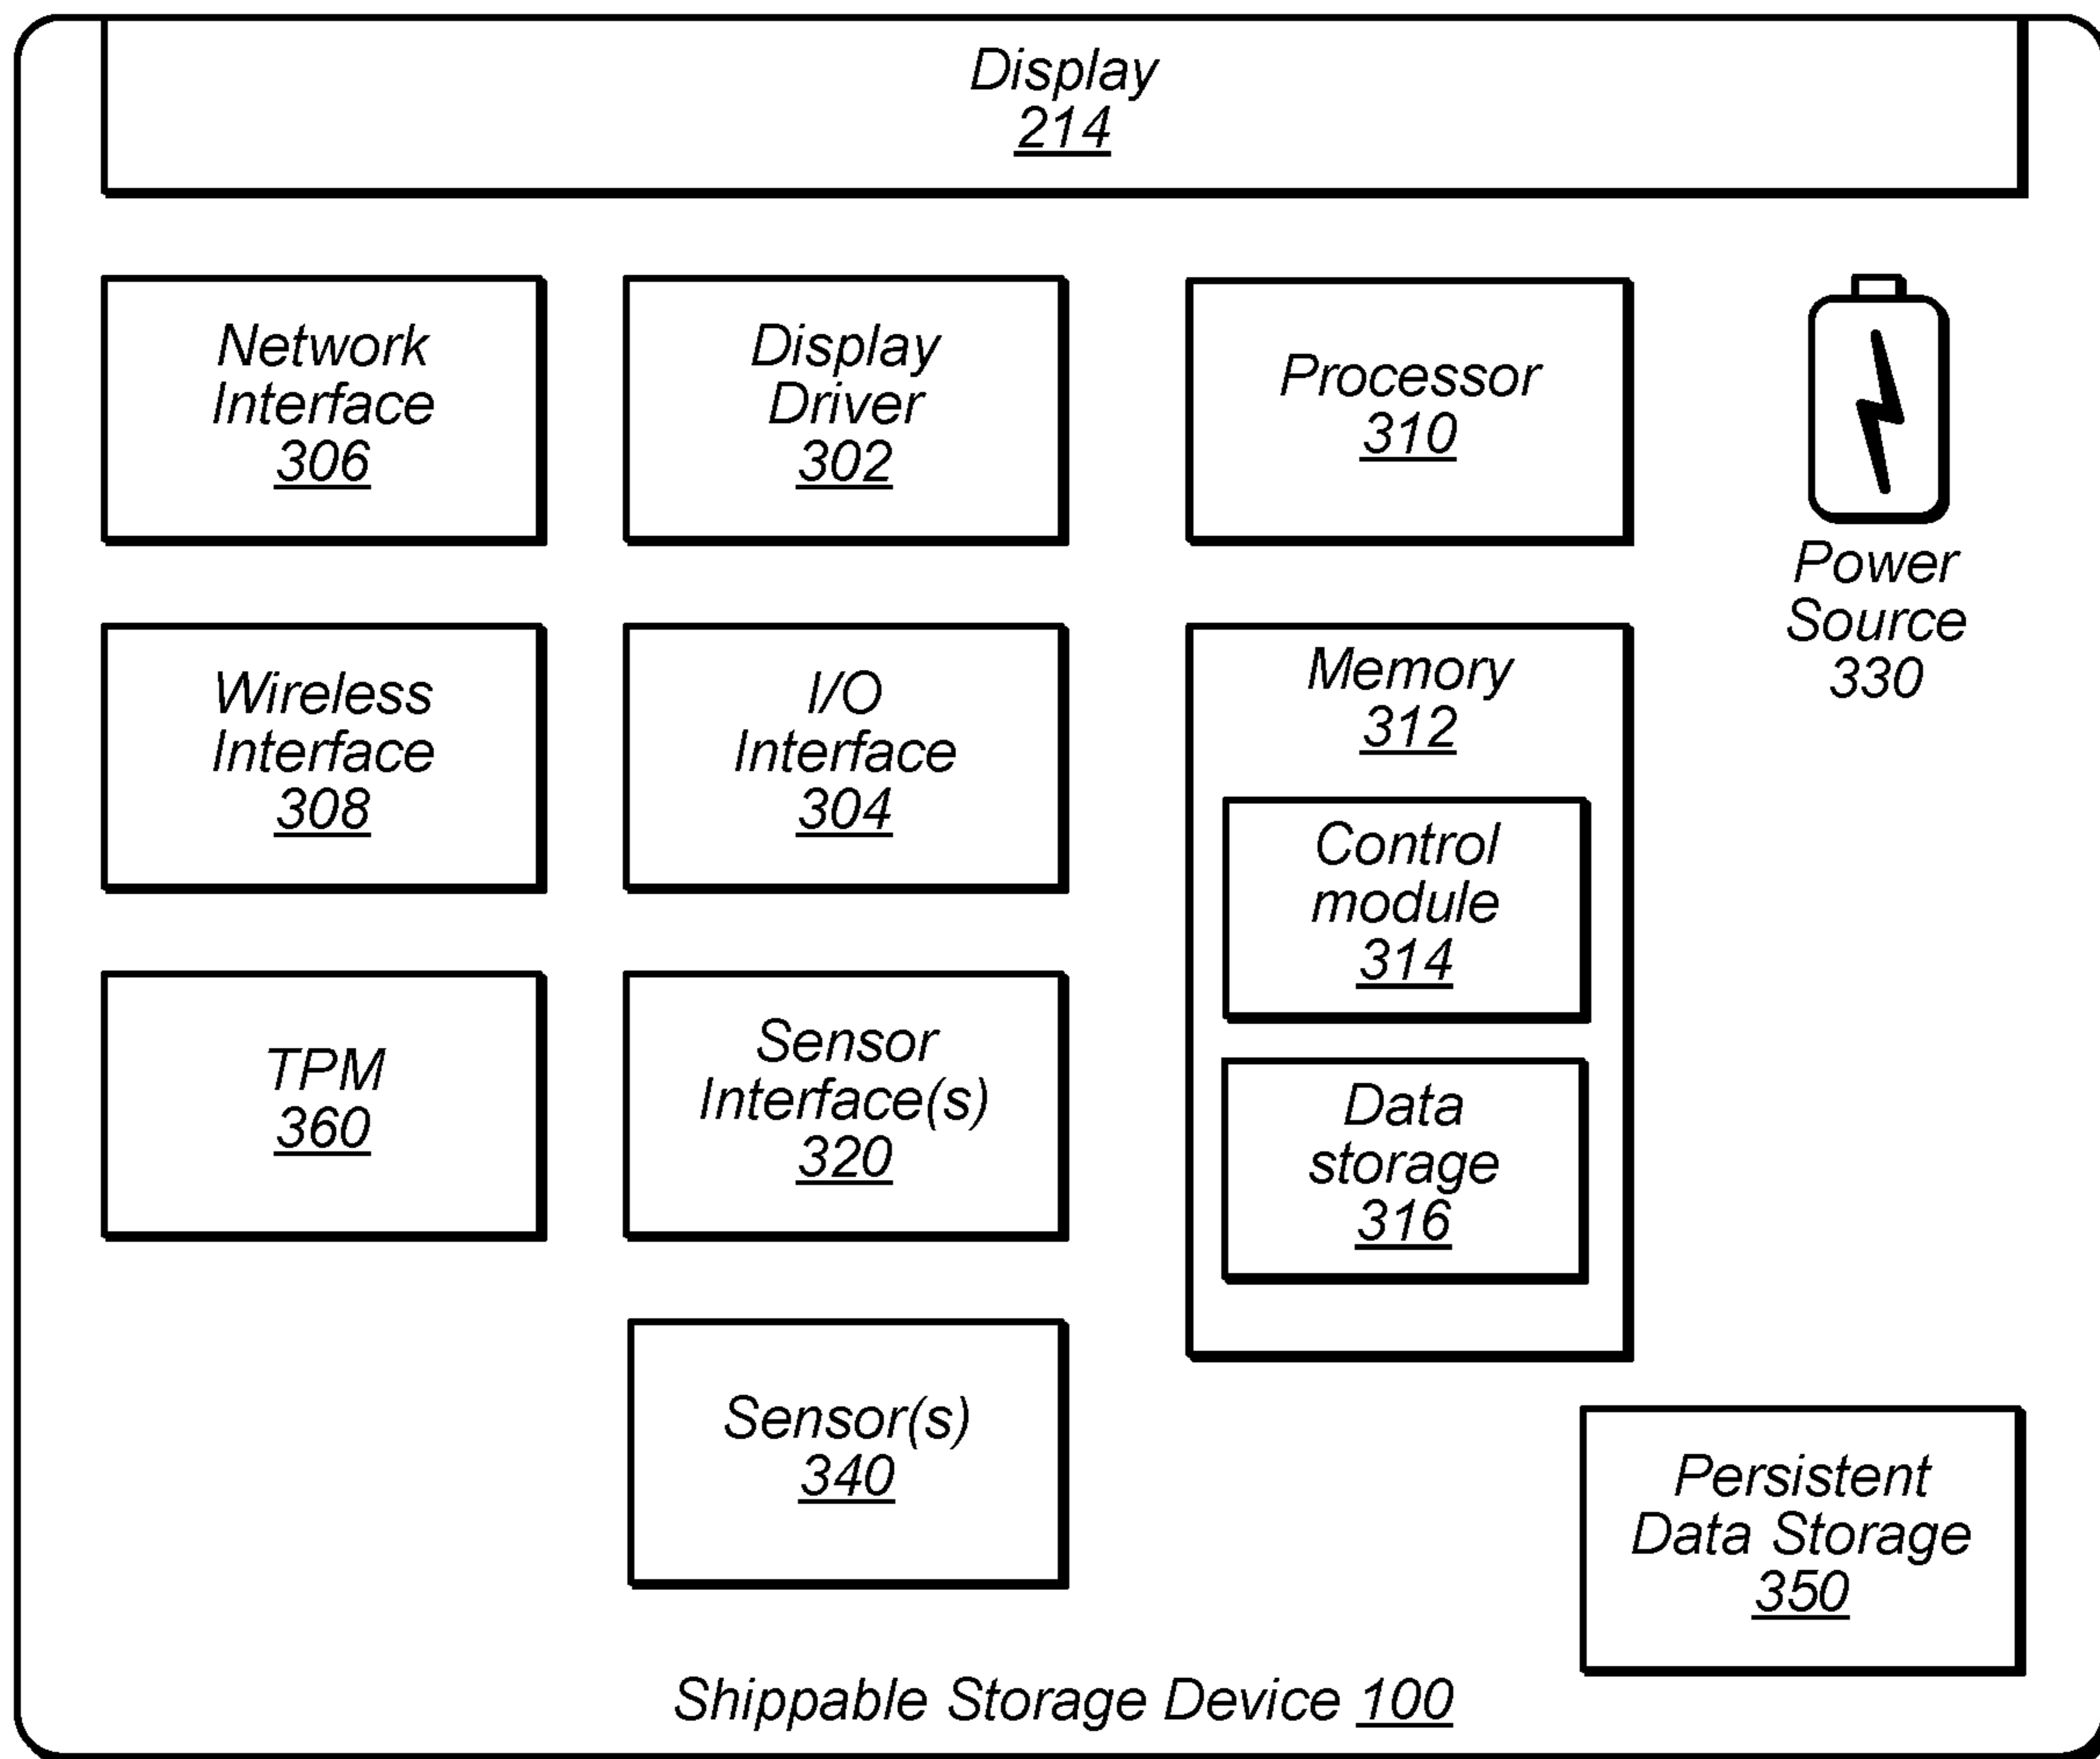 Display
214
Network
Interface
306
Display
Driver
302
Processor
310
Power
Source
330
Wireless
Interface
308
I/O
Interface
304
Memory
312
Control
module
314
Data
storage
316
TPM
360
Sensor
Interface(s)
320
Sensor(s)
340
Persistent
Data Storage
350
Shippable Storage Device 100